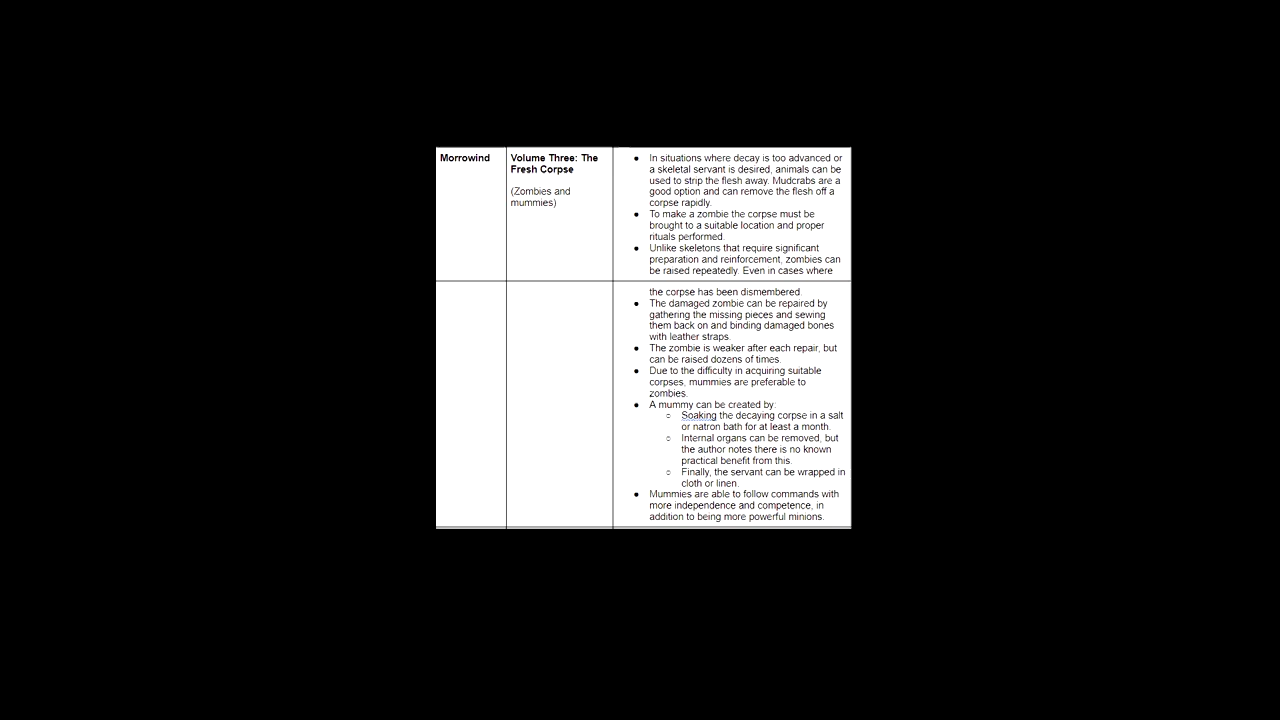 Morrowind
Volume Three: The
Fresh Corpse
(Zombies and
mummies)
● In situations where decay is too advanced or
a skeletal servant is desired, animals can be
used to strip the flesh away. Mudcrabs are a
good option and can remove the flesh off a
corpse rapidly.
● To make a zombie the corpse must be
brought to a suitable location and proper
rituals performed.
● Unlike skeletons that require significant
preparation and reinforcement, zombies can
be raised repeatedly. Even in cases where
the corpse has been dismembered.
● The damaged zombie can be repaired by
gathering the missing pieces and sewing
them back on and binding damaged bones
with leather straps.
● The zombie is weaker after each repair, but
can be raised dozens of times.
● Due to the difficulty in acquiring suitable
corpses, mummies are preferable to
zombies.
● A mummy can be created by:
○ Soaking the decaying corpse in a salt
or natron bath for at least a month.
○ Internal organs can be removed, but
the author notes there is no known
practical benefit from this.
○ Finally, the servant can be wrapped in
cloth or linen.
● Mummies are able to follow commands with
more independence and competence, in
addition to being more powerful minions.